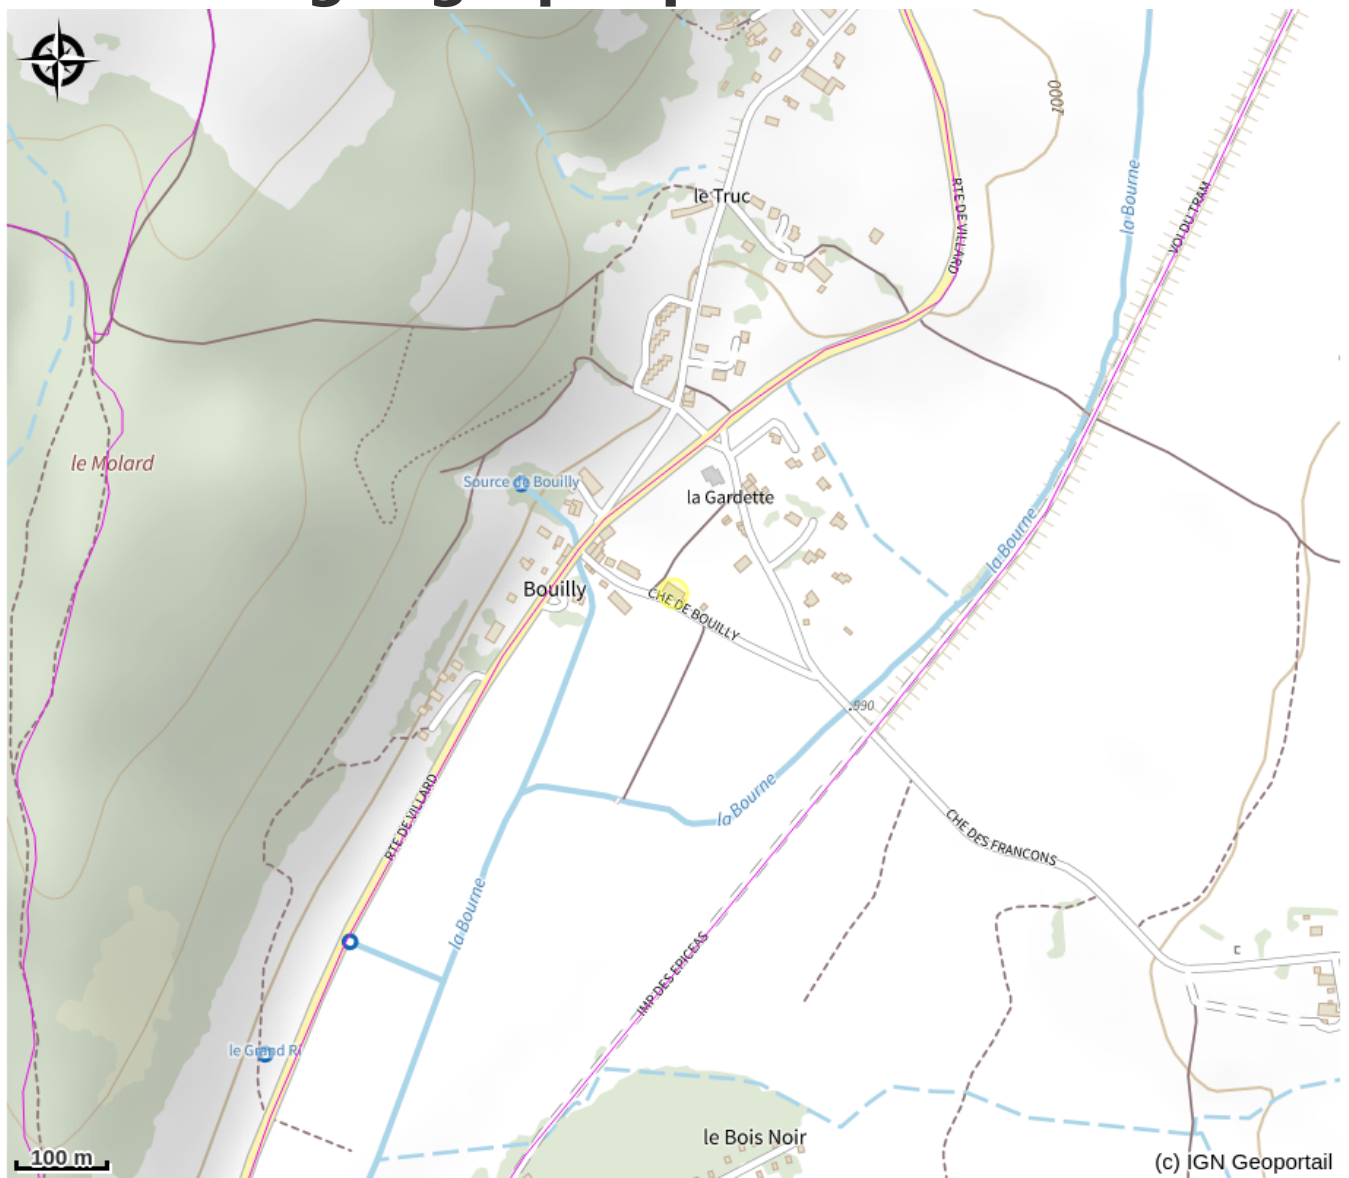 1000
la Bourne
VOI DU TRAM
le Truc
RTE DE VILLARD
le Molard
Source de Bouilly
la Gardette
la Bourne
Bouilly
CHE DE BOUILLY
.990
RTE DE VILLARD
la Bourne
CHE DES FRANCONS
la Bourne
IMP DES EPICEAS
le Grand Ri
le Bois Noir
100 m
(c) IGN Geoportail